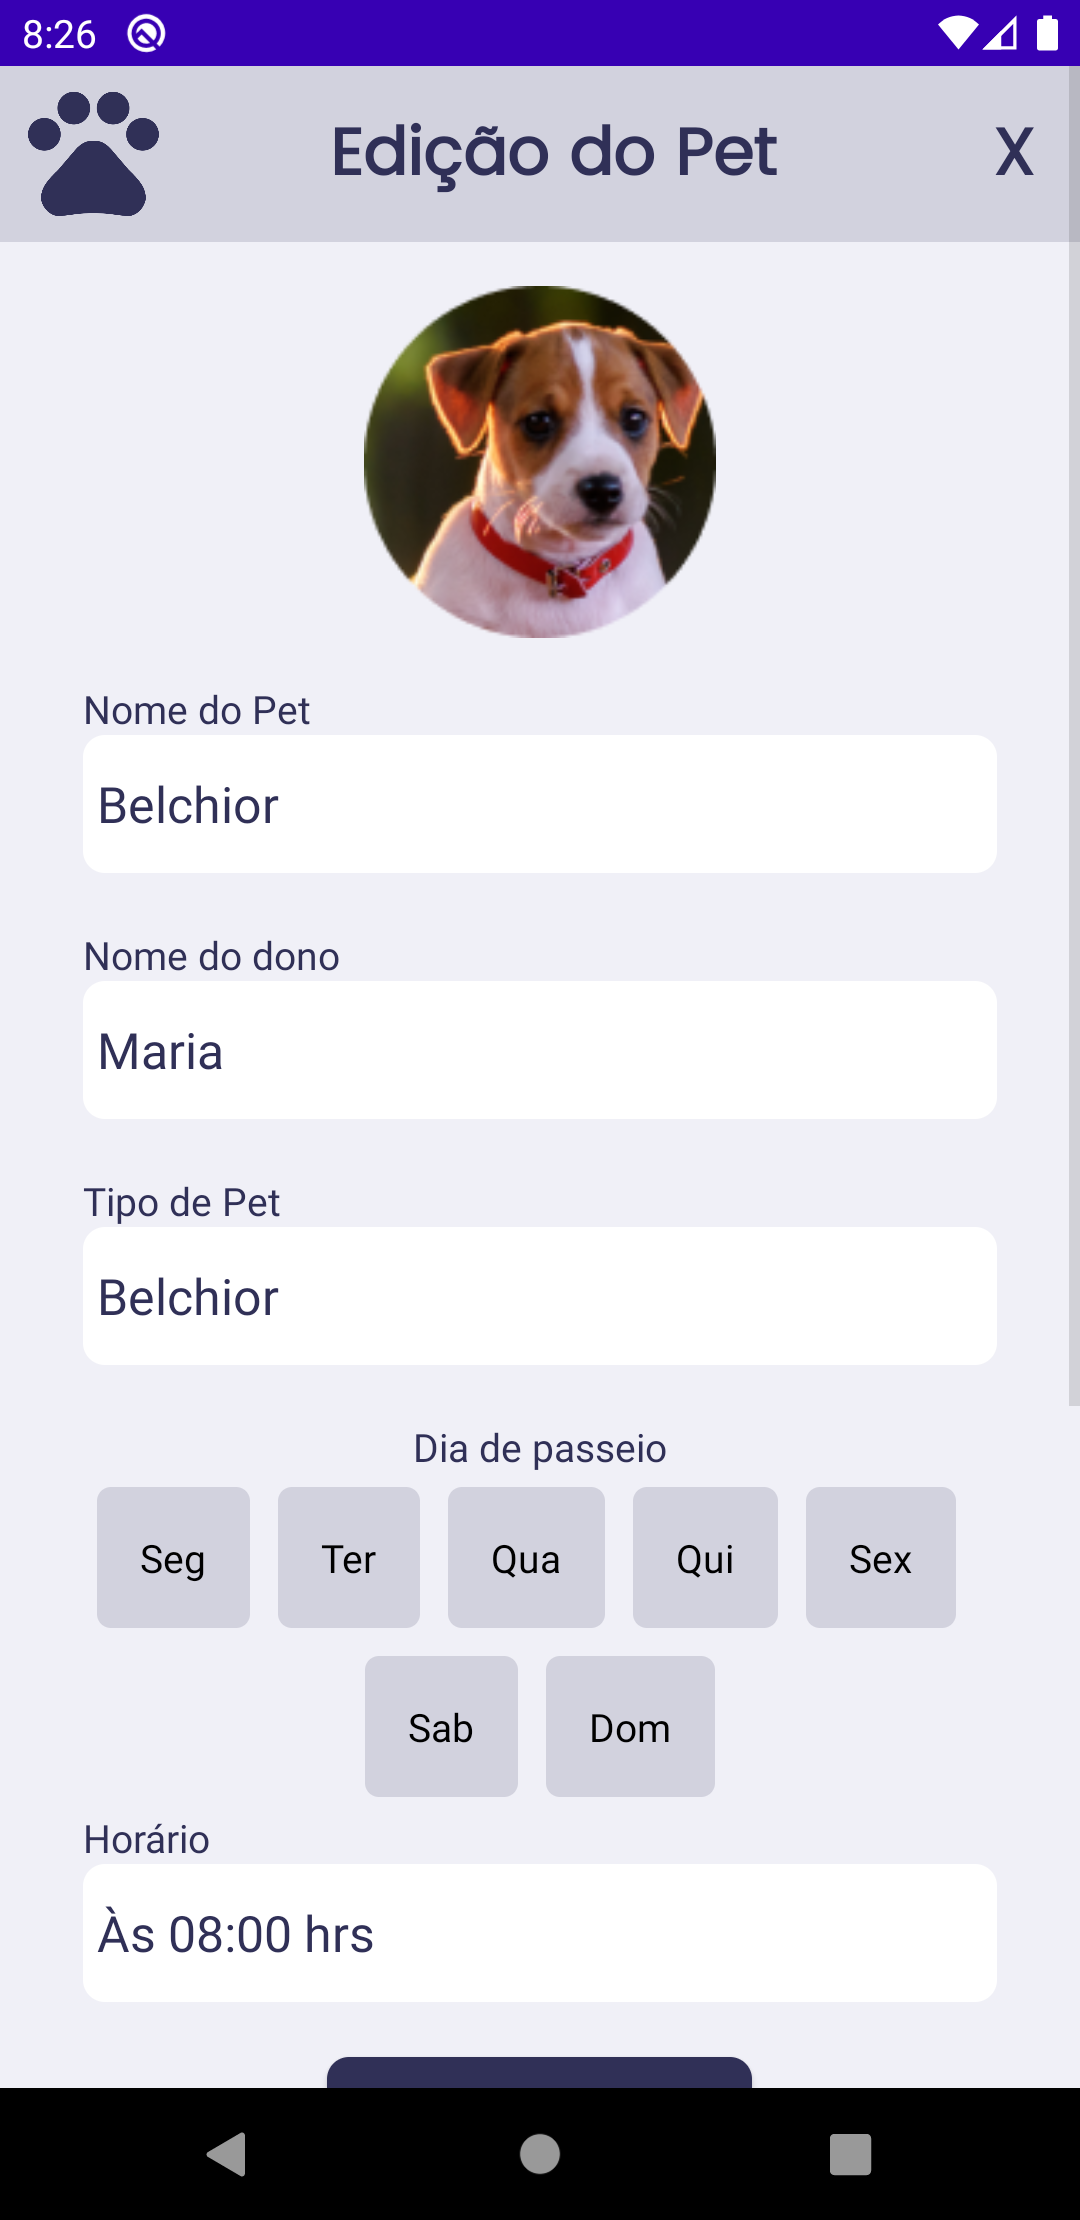 8:26
Edição do Pet X
Nome do Pet
Belchior
Nome do dono
Maria
Tipo de Pet
Belchior
Dia de passeio
Seg Ter Qua Qui Sex
Sab Dom
Horário
Às 08:00 hrs